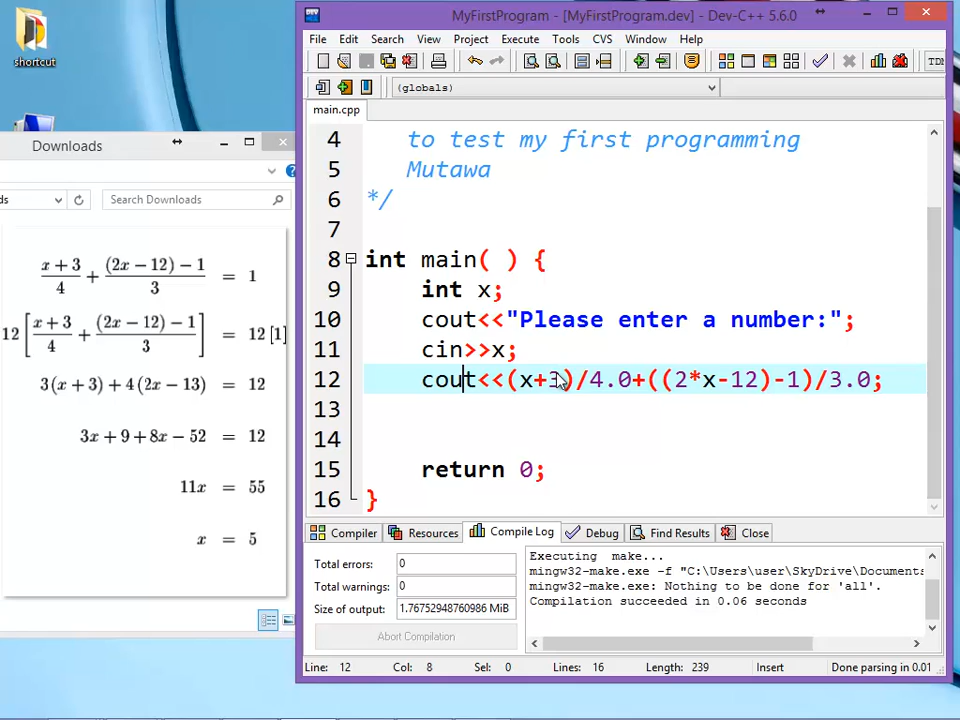 shortcut
Downloads
ds
Search Downloads
x + 3
4
+
(2x − 12) − 1
3
= 1
12 [ x + 3
4
+
(2x − 12) − 1
3
] = 12 [1]
3(x + 3) + 4(2x − 13) = 12
3x + 9 + 8x − 52 = 12
11x = 55
x = 5
MyFirstProgram - [MyFirstProgram.dev] - Dev-C++ 5.6.0
File Edit Search View Project Execute Tools CVS Window Help
TDM
(globals)
main.cpp
4 to test my first programming
5 Mutawa
6 */
7
8 int main( ) {
9 int x;
10 cout<<"Please enter a number:";
11 cin>>x;
12 cout<<(x+3)/4.0+((2*x-12)-1)/3.0;
13
14
15 return 0;
16 }
Compiler Resources Compile Log Debug Find Results Close
Total errors: 0
Total warnings: 0
Size of output: 1.76752948760986 MiB
Abort Compilation
Executing make...
mingw32-make.exe -f "C:\Users\user\SkyDrive\Documents
mingw32-make.exe: Nothing to be done for 'all'.
Compilation succeeded in 0.06 seconds
Line: 12 Col: 8 Sel: 0 Lines: 16 Length: 239 Insert Done parsing in 0.01